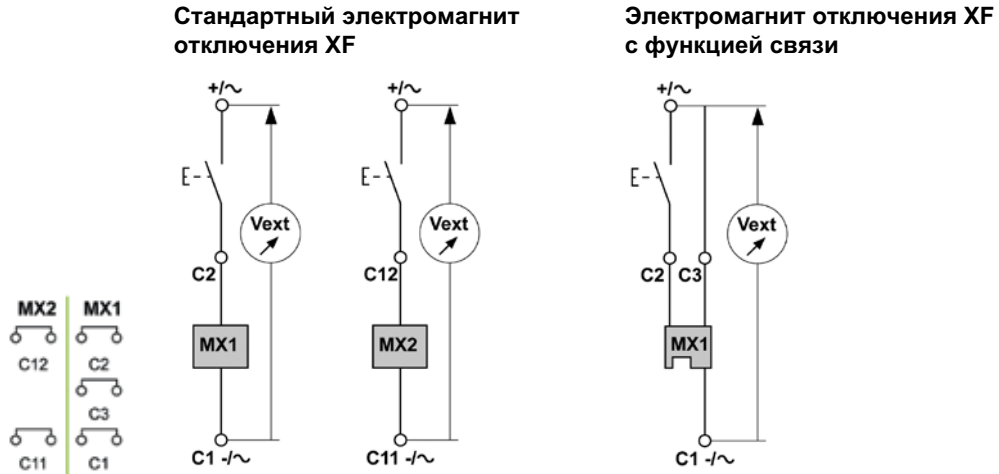 Стандартный электромагнит
отключения XF
Электромагнит отключения XF
с функцией связи
+/∼
+/∼
+/∼
E
E
E
Vext
Vext
Vext
C2
C12
C2 C3
MX2 MX1
MX1
MX2
MX1
C12 C2
C3
C11 C1
C1 -/∼
C11 -/∼
C1 -/∼